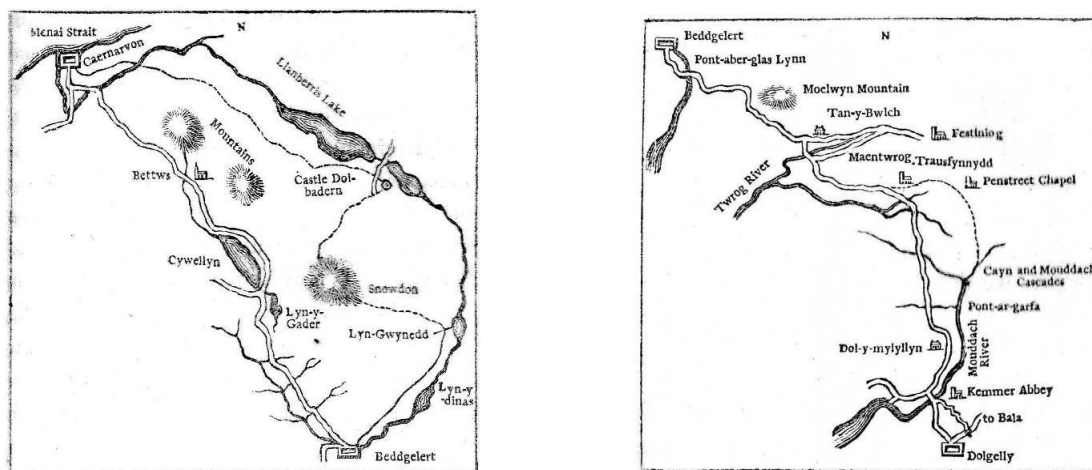 N
Menai Strait
Caernarvon
Llanberris Lake
Mountains
Bettws
Castle Dol-
badern
Cywellyn
Snowdon
Lyn-y-
Gader
Lyn-Gwynedd
Lyn-y
dinas
Beddgelert
Beddgelert
N
Pont-aber-glas Lynn
Moelwyn Mountain
Tan-y-Bwlch
Festiniog
Maentwrog
Trausfynnydd
Penstreet Chapel
Twrog River
Cayn and Mouddach
Cascades
Pont-ar-garfa
Dol-y-mylyllyn
Mouddach
River
Kemmer Abbey
to Bala
Dolgelly